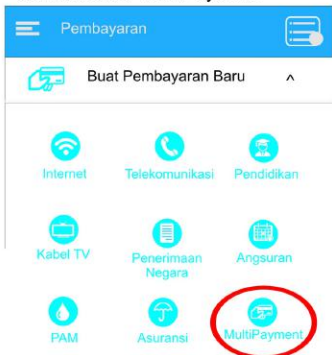 Pembayaran
Buat Pembayaran Baru ^
Internet Telekomunikasi Pendidikan
Kabel TV Penerimaan Angsuran
Negara
PAM Asuransi MultiPayment